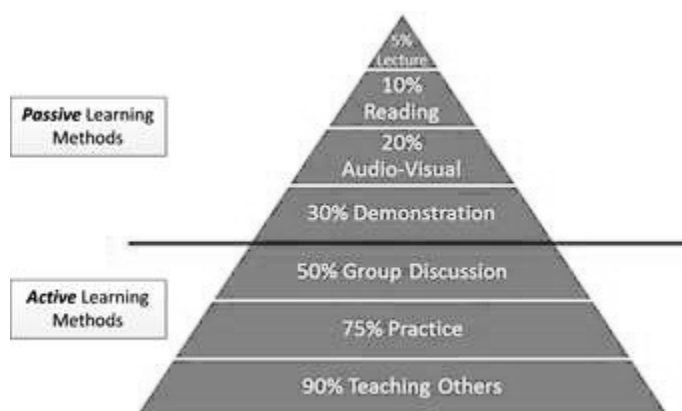 5%
Lecture
10%
Reading
20%
Audio-Visual
30% Demonstration
50% Group Discussion
75% Practice
90% Teaching Others
Passive Learning
Methods
Active Learning
Methods